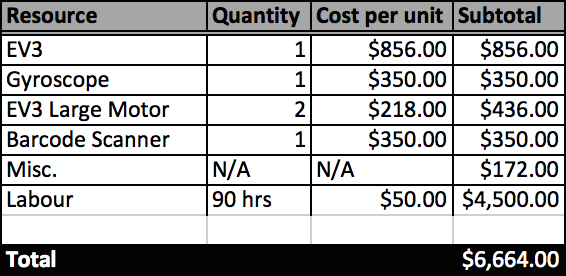 Resource Quantity Cost per unit Subtotal
EV3 1 $856.00 $856.00
Gyroscope 1 $350.00 $350.00
EV3 Large Motor 2 $218.00 $436.00
Barcode Scanner 1 $350.00 $350.00
Misc. N/A N/A $172.00
Labour 90 hrs $50.00 $4,500.00
Total $6,664.00